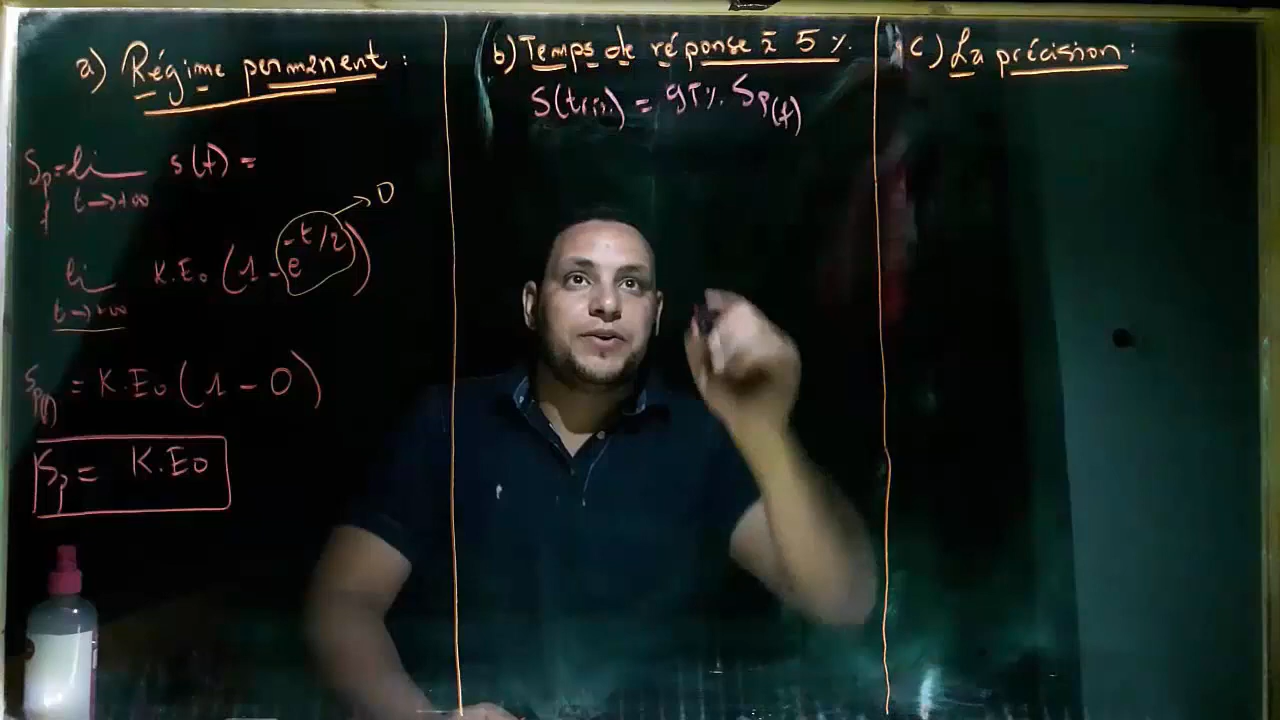 a) Régime permanent :
Sp = lim s(t) =
t → +∞
lim K.E0 (1 - e^-t/τ) → 0
t → +∞
Sp(t) = K.E0 (1 - 0)
Sp = K.E0
b) Temps de réponse à 5 %.
S(tr5%) = 95%. Sp(t)
c) La précision :